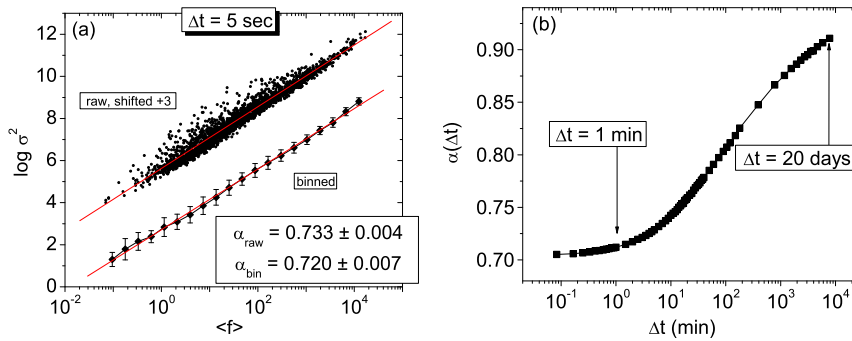 (a)
Δt = 5 sec
12
10
8
6
4
2
0
log σ²
raw, shifted +3
binned
α_raw = 0.733 ± 0.004
α_bin = 0.720 ± 0.007
10⁻² 10⁰ 10² 10⁴
<f>
(b)
0.90
0.85
0.80
0.75
0.70
α(Δt)
Δt = 1 min
Δt = 20 days
10⁻¹ 10⁰ 10¹ 10² 10³ 10⁴
Δt (min)